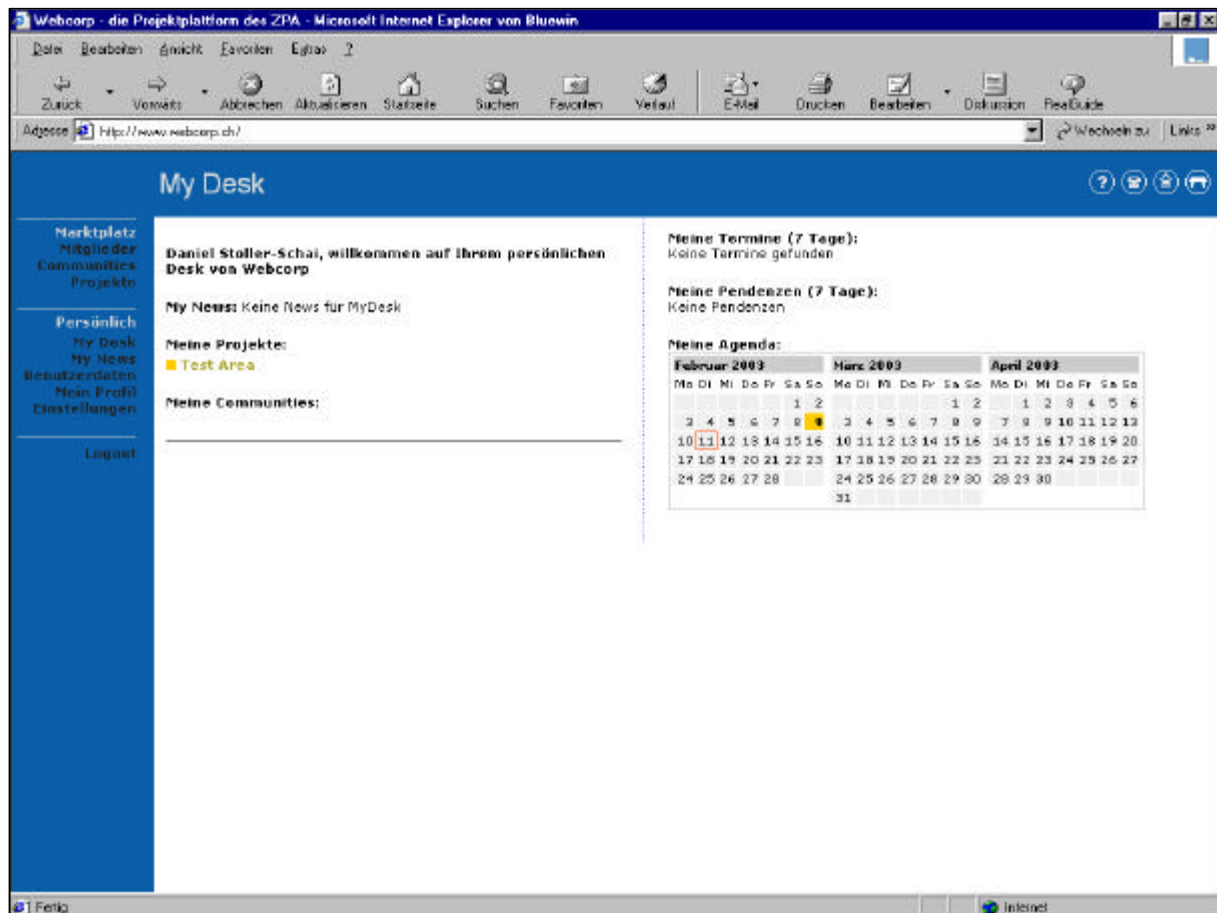 Webcorp - die Projektplattform des ZPA - Microsoft Internet Explorer von Bluewin
Datei Bearbeiten Ansicht Favoriten Extras ?
Zurück Vorwärts Abbrechen Aktualisieren Startseite Suchen Favoriten Verlauf E-Mail Drucken Bearbeiten Diskussion RealGuide
Adresse http://www.webcorp.ch/ Wechseln zu Links »
My Desk
?
Marktplatz
Mitglieder
Communities
Projekte
Persönlich
My Desk
My News
Benutzerdaten
Mein Profil
Einstellungen
Logout
Daniel Stoller-Schai, willkommen auf Ihrem persönlichen
Desk von Webcorp
My News: Keine News für MyDesk
Meine Projekte:
Test Area
Meine Communities:
Meine Termine (7 Tage):
Keine Termine gefunden
Meine Pendenzen (7 Tage):
Keine Pendenzen
Meine Agenda:
Februar 2003 März 2003 April 2003
Mo Di Mi Do Fr Sa So Mo Di Mi Do Fr Sa So Mo Di Mi Do Fr Sa So
1 2 1 2 1 2 3 4 5 6
3 4 5 6 7 8 9 3 4 5 6 7 8 9 7 8 9 10 11 12 13
10 11 12 13 14 15 16 10 11 12 13 14 15 16 14 15 16 17 18 19 20
17 18 19 20 21 22 23 17 18 19 20 21 22 23 21 22 23 24 25 26 27
24 25 26 27 28 24 25 26 27 28 29 30 28 29 30
31
Fertig Internet